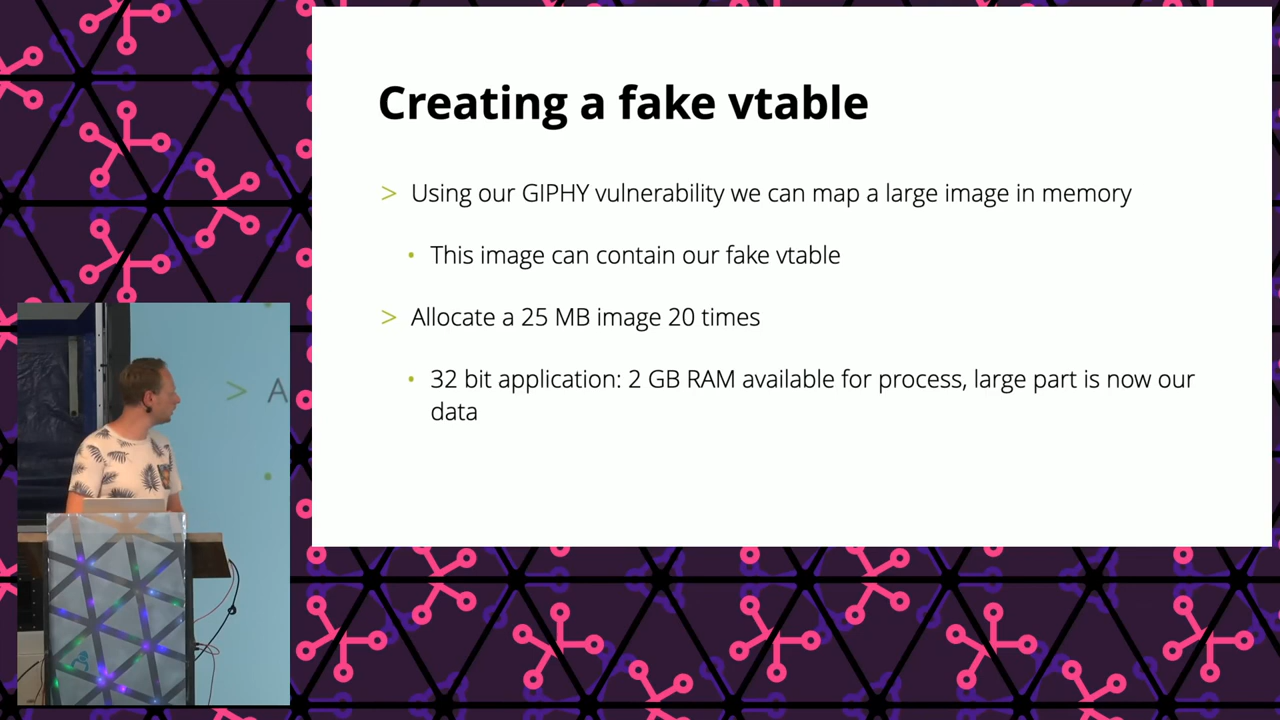 Creating a fake vtable
> Using our GIPHY vulnerability we can map a large image in memory
• This image can contain our fake vtable
> Allocate a 25 MB image 20 times
• 32 bit application: 2 GB RAM available for process, large part is now our
data
> A